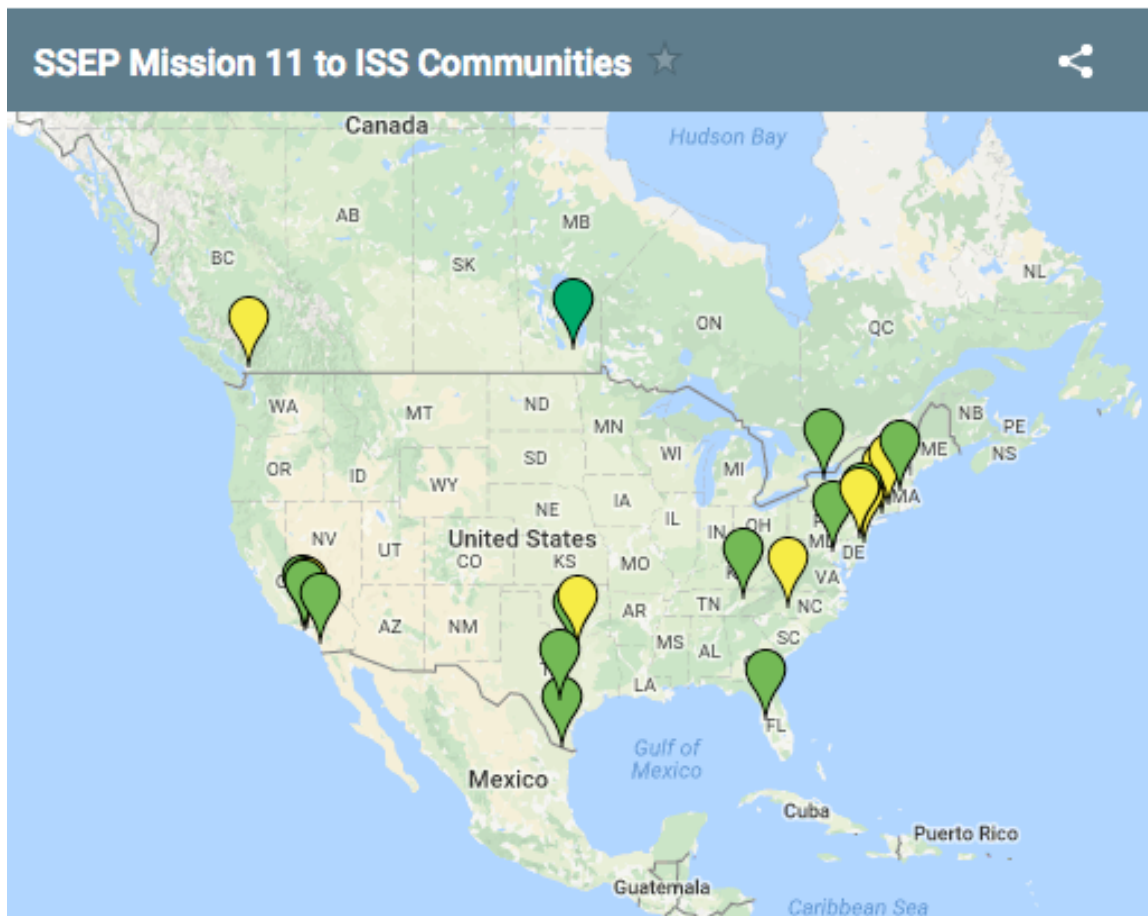 SSEP Mission 11 to ISS Communities
Canada
Hudson Bay
AB
MB
BC
SK
NL
ON
QC
WA
MT
ND
MN
NB
PE
NS
ME
OR
ID
SD
WI
MI
WY
IA
MA
NE
IL
IN
OH
NV
United States
DE
UT
CO
KS
MO
VA
AZ
NM
AR
TN
NC
MS
AL
SC
LA
FL
Gulf of
Mexico
Mexico
Cuba
Puerto Rico
Guatemala
Caribbean Sea